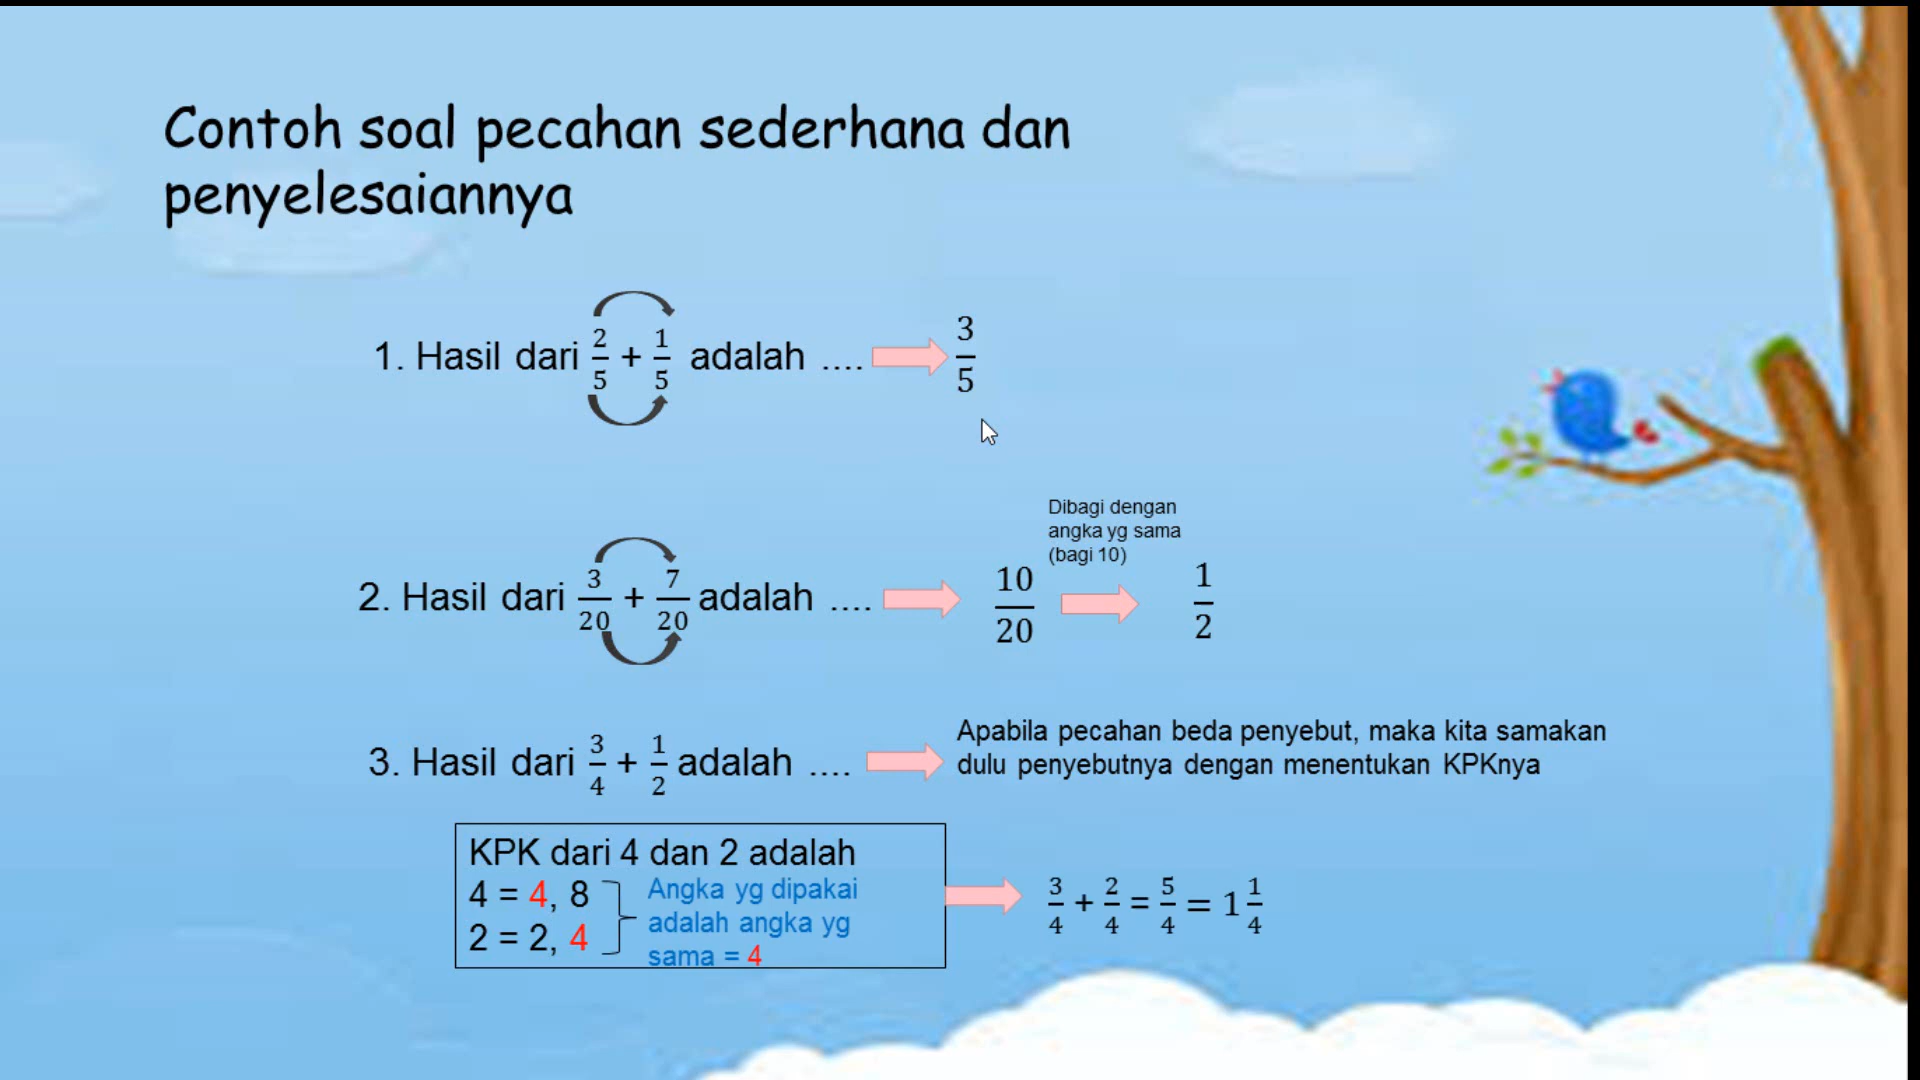 Contoh soal pecahan sederhana dan
penyelesaiannya
1. Hasil dari 2/5 + 1/5 adalah .... 3/5
Dibagi dengan
angka yg sama
(bagi 10)
2. Hasil dari 3/20 + 7/20 adalah .... 10/20 1/2
3. Hasil dari 3/4 + 1/2 adalah ....
Apabila pecahan beda penyebut, maka kita samakan
dulu penyebutnya dengan menentukan KPKnya
KPK dari 4 dan 2 adalah
4 = 4, 8
2 = 2, 4
Angka yg dipakai
adalah angka yg
sama = 4
3/4 + 2/4 = 5/4 = 1 1/4